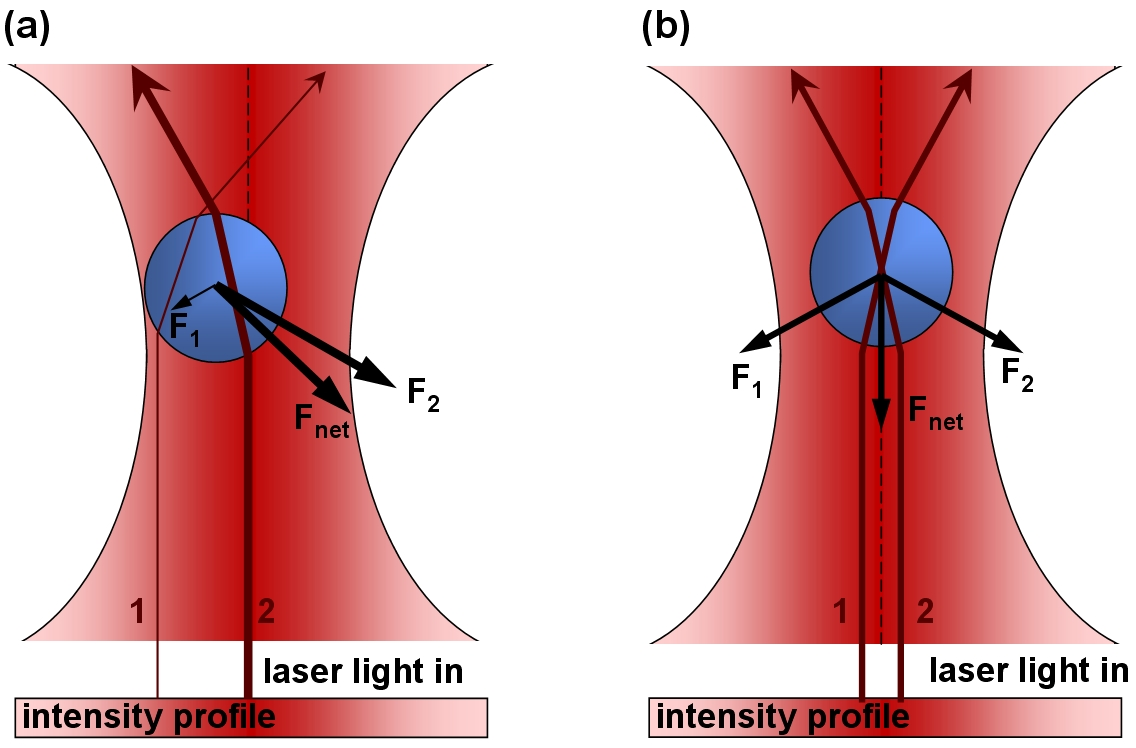 (a)
F1
F2
Fnet
1
2
laser light in
intensity profile
(b)
F1
F2
Fnet
1
2
laser light in
intensity profile